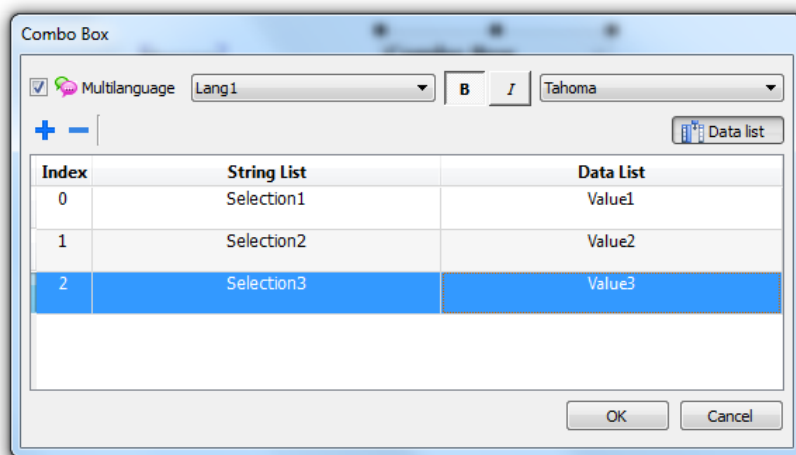 Combo Box
Multilanguage Lang1 B I Tahoma
Data list
Index String List Data List
0 Selection1 Value1
1 Selection2 Value2
2 Selection3 Value3
OK Cancel